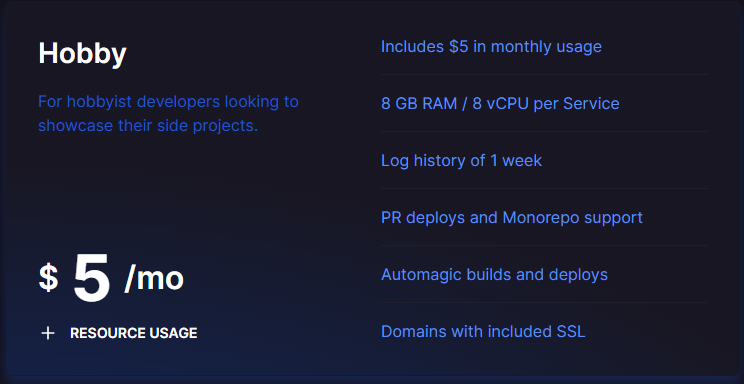 Hobby
For hobbyist developers looking to
showcase their side projects.
$ 5 /mo
+ RESOURCE USAGE
Includes $5 in monthly usage
8 GB RAM / 8 vCPU per Service
Log history of 1 week
PR deploys and Monorepo support
Automagic builds and deploys
Domains with included SSL